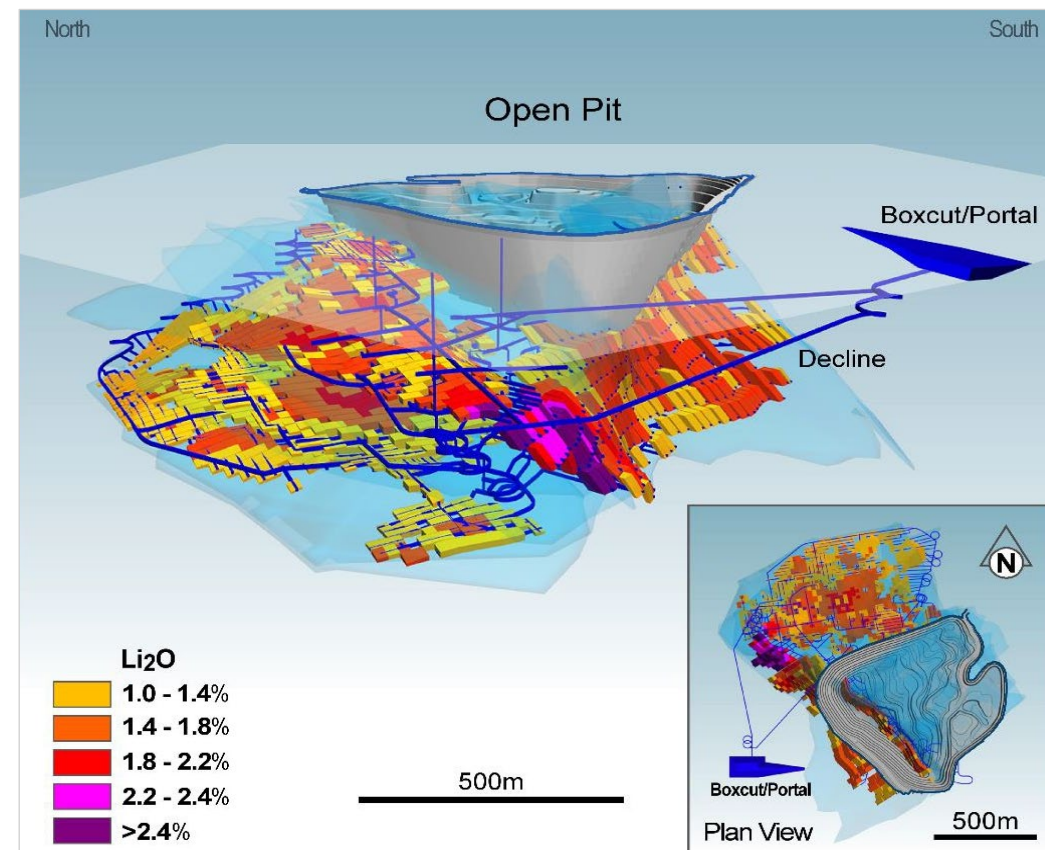 North
South
Open Pit
Boxcut/Portal
Decline
Li₂O
1.0 - 1.4%
1.4 - 1.8%
1.8 - 2.2%
2.2 - 2.4%
>2.4%
500m
N
Boxcut/Portal
Plan View
500m